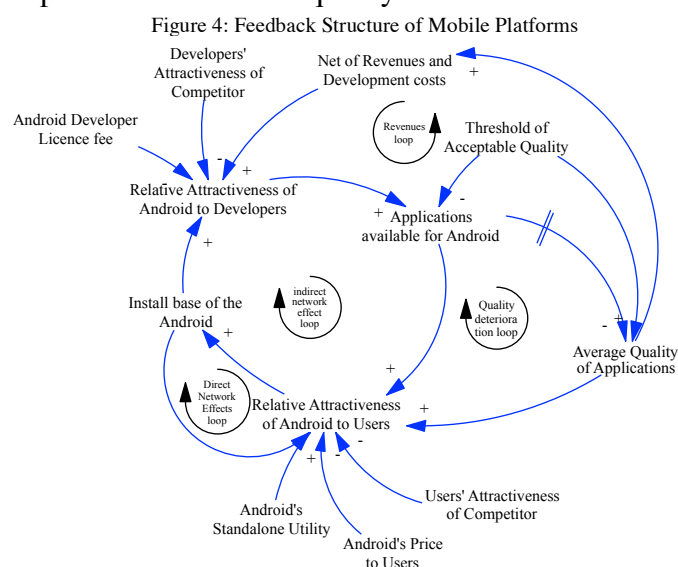 Figure 4: Feedback Structure of Mobile Platforms
Developers'
Attractiveness of
Competitor
Net of Revenues and
Development costs
+
Android Developer
Licence fee
Revenues
loop
Threshold of
Acceptable Quality
-
+
Relative Attractiveness of
Android to Developers
-
+
Applications
available for Android
+
Install base of the
Android
indirect
network
effect
loop
Quality
deteriora
tion loop
+
- +
Average Quality
of Applications
Direct
Network
Effects
loop
+
+
Relative Attractiveness
of Android to Users
+
-
-
Android's
Standalone Utility
Users' Attractiveness
of Competitor
Android's Price
to Users